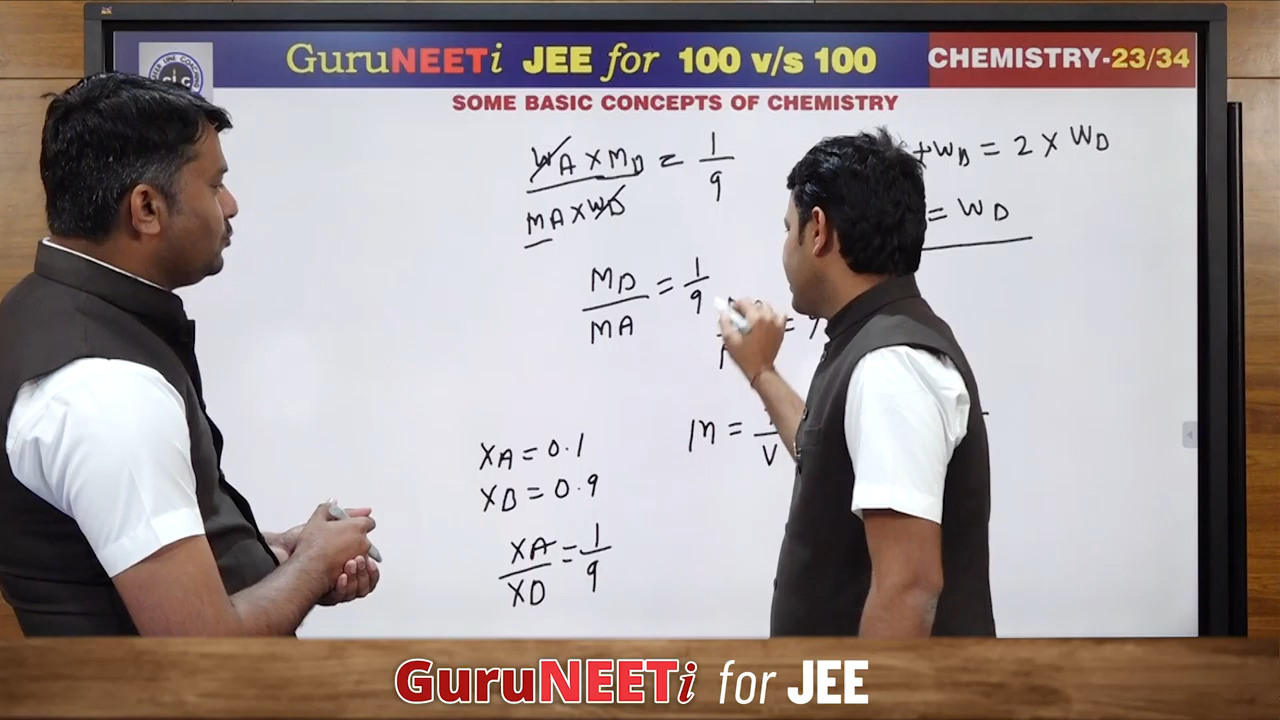 GuruNEETi JEE for 100 v/s 100
CHEMISTRY-23/34
SOME BASIC CONCEPTS OF CHEMISTRY
WA X MD = 1/9
MA X WD
+WD = 2 X WD
= WD
MD/MA = 1/9
= 9
m =
V
XA = 0.1
XD = 0.9
XA/XD = 1/9
GuruNEETi for JEE